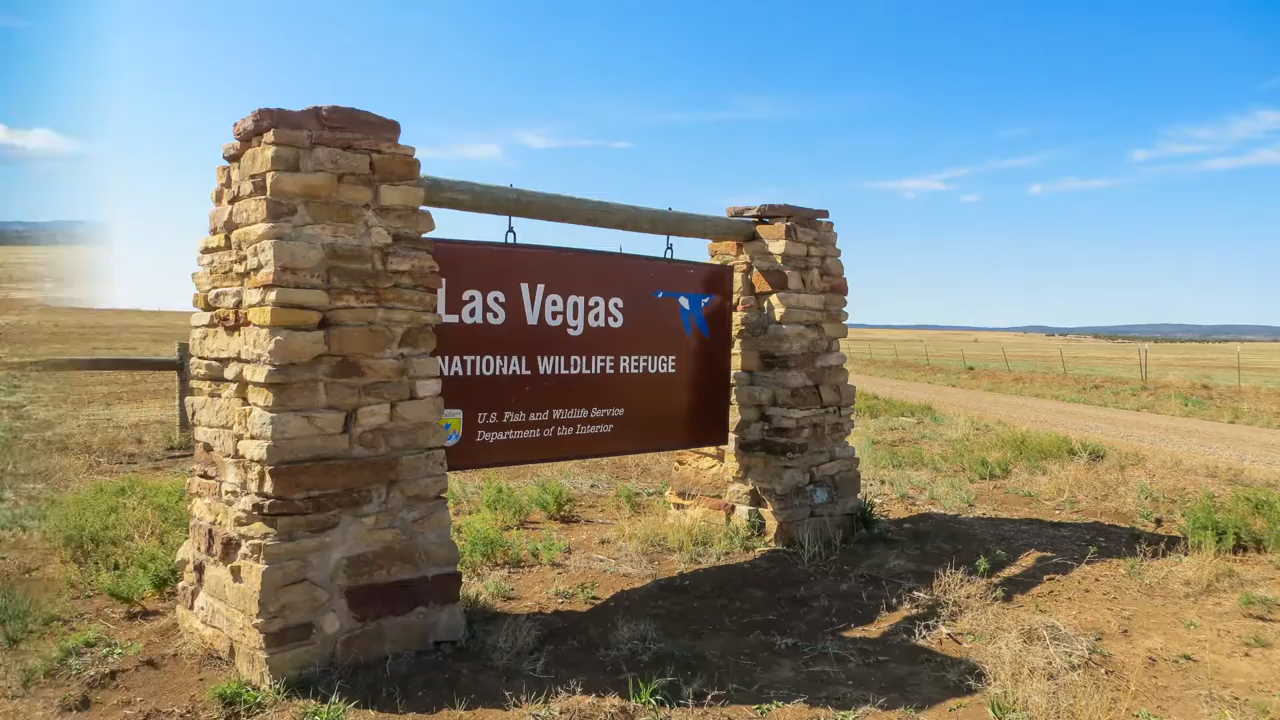 Las Vegas
NATIONAL WILDLIFE REFUGE
U.S. Fish and Wildlife Service
Department of the Interior